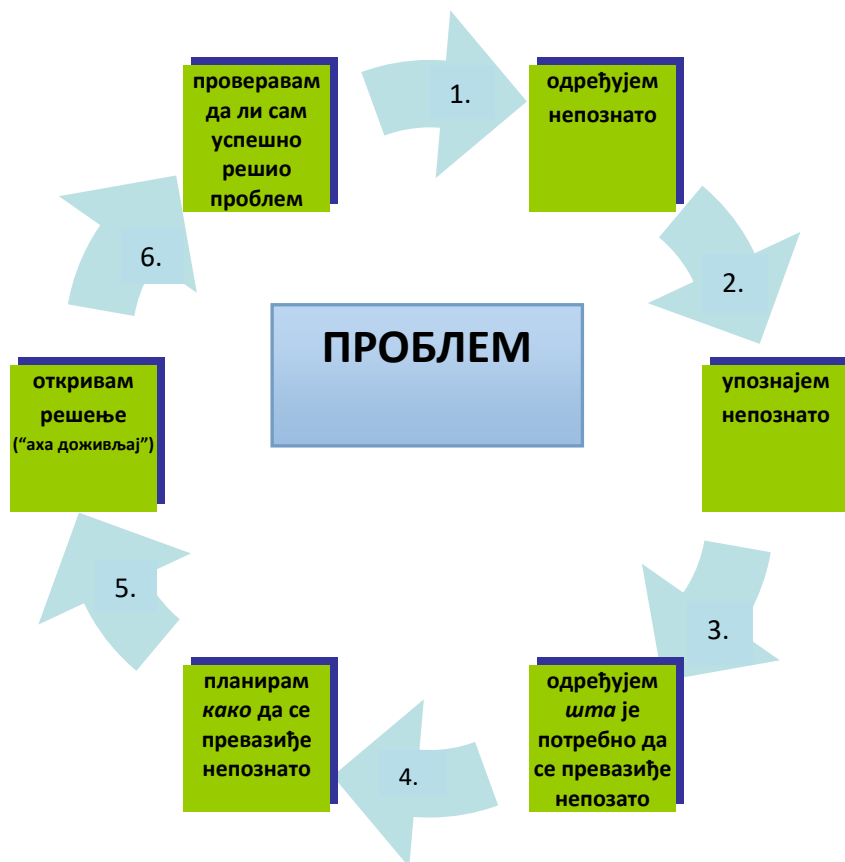 1.
одређујем
непознато
2.
упознајем
непознато
3.
одређујем
шта је
потребно да
се превазиђе
непозато
4.
планирам
како да се
превазиђе
непознато
5.
откривам
решење
(“аха доживљај”)
6.
проверавам
да ли сам
успешно
решио
проблем
ПРОБЛЕМ